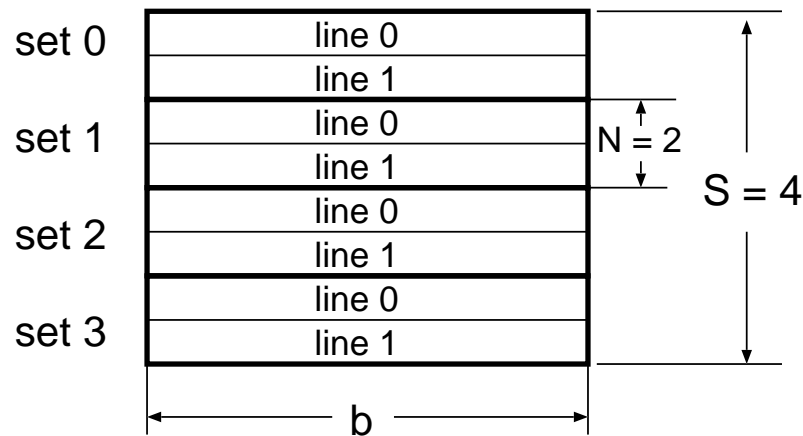 set 0
line 0
line 1
set 1
line 0
line 1
N = 2
set 2
line 0
line 1
S = 4
set 3
line 0
line 1
b